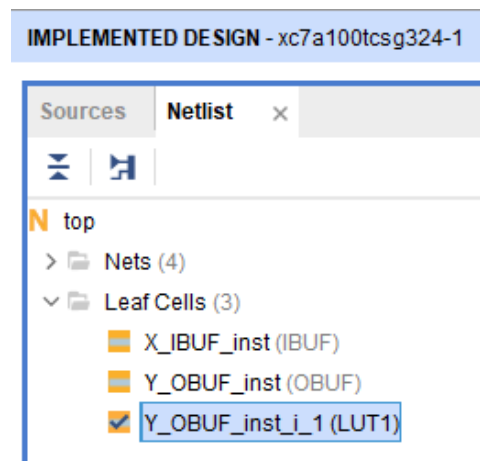 IMPLEMENTED DESIGN - xc7a100tcsg324-1
Sources Netlist ×
N top
Nets (4)
Leaf Cells (3)
X_IBUF_inst (IBUF)
Y_OBUF_inst (OBUF)
Y_OBUF_inst_i_1 (LUT1)